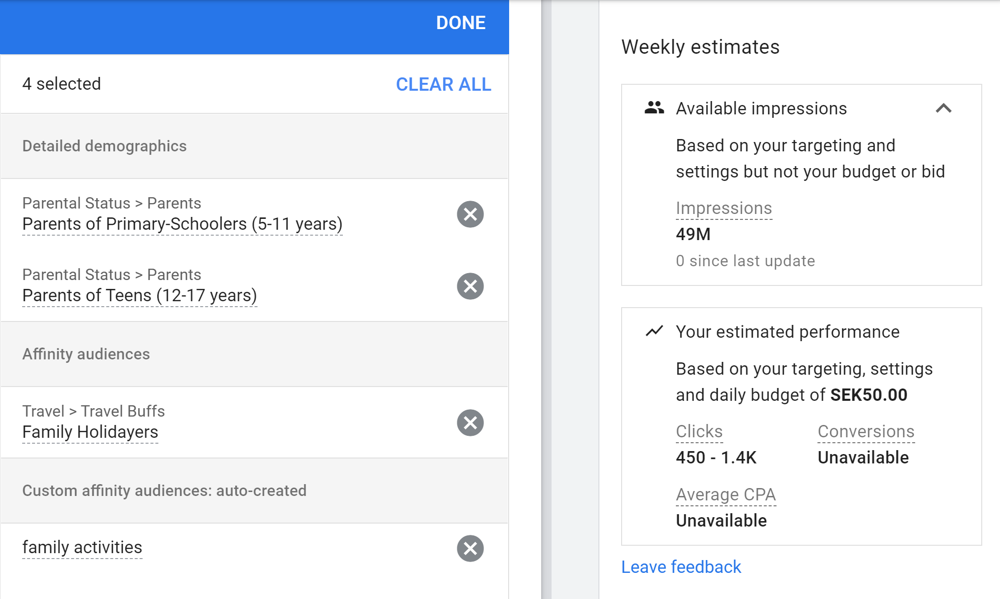 DONE
4 selected
CLEAR ALL
Detailed demographics
Parental Status > Parents
Parents of Primary-Schoolers (5-11 years)
Parental Status > Parents
Parents of Teens (12-17 years)
Affinity audiences
Travel > Travel Buffs
Family Holidayers
Custom affinity audiences: auto-created
family activities
Weekly estimates
Available impressions
Based on your targeting and
settings but not your budget or bid
Impressions
49M
0 since last update
Your estimated performance
Based on your targeting, settings
and daily budget of SEK50.00
Clicks
450 - 1.4K
Conversions
Unavailable
Average CPA
Unavailable
Leave feedback